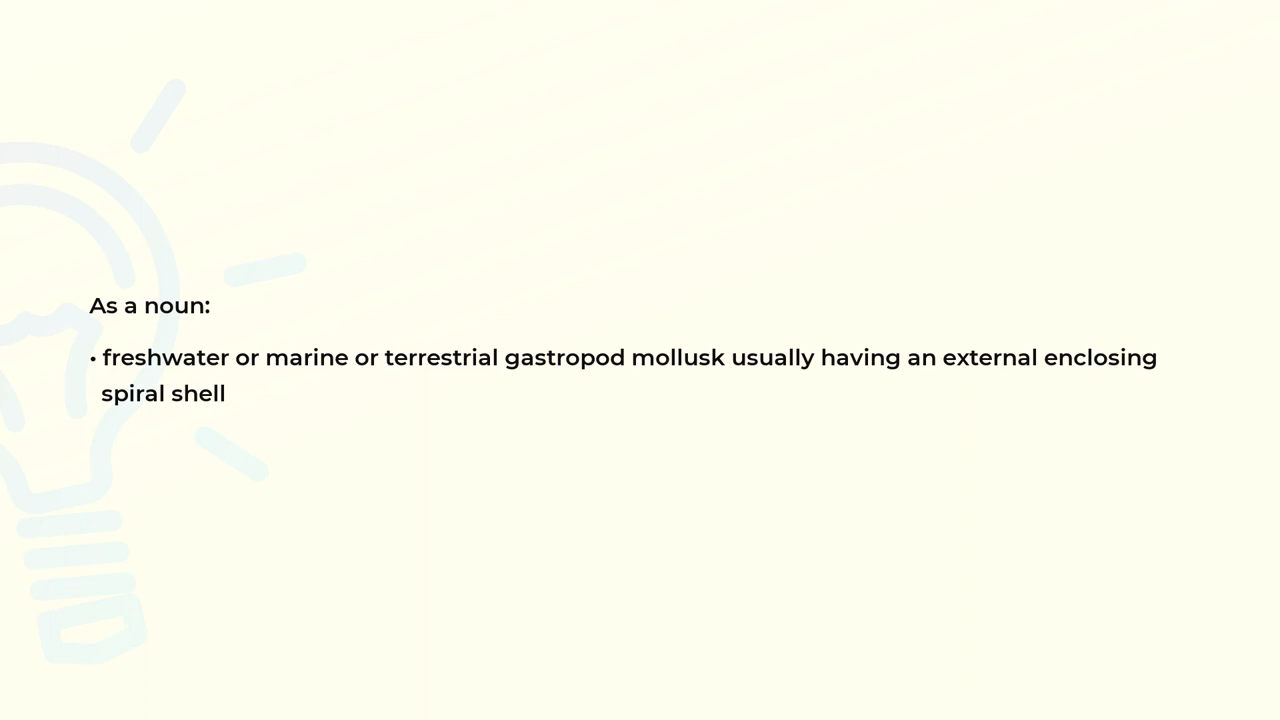 As a noun:
• freshwater or marine or terrestrial gastropod mollusk usually having an external enclosing
spiral shell